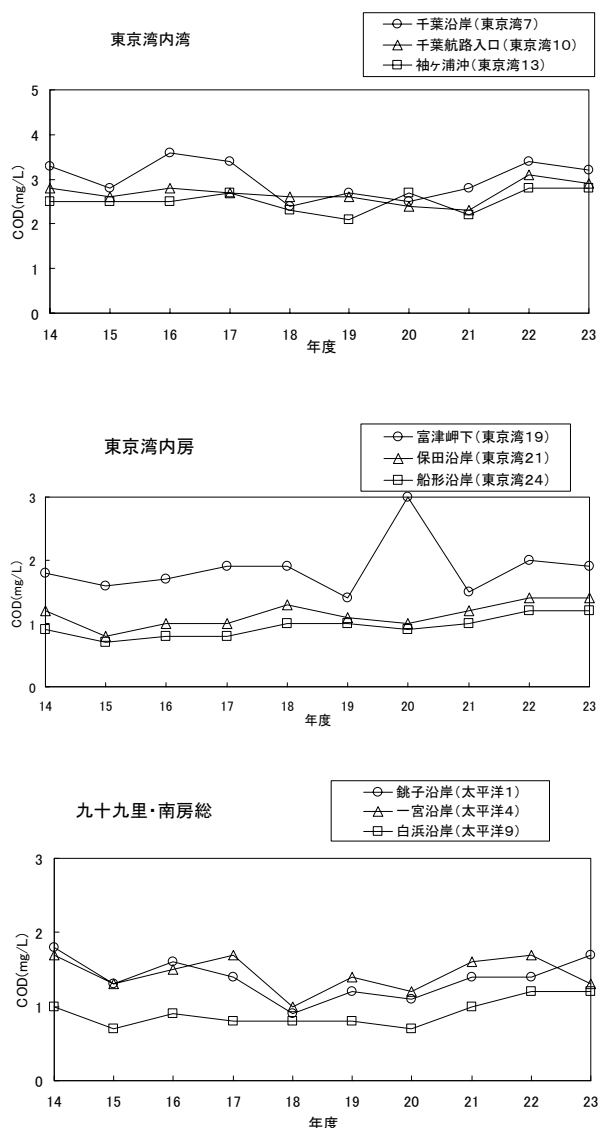 東京湾内湾
千葉沿岸(東京湾7)
千葉航路入口(東京湾10)
袖ヶ浦沖(東京湾13)
COD(mg/L)
5
4
3
2
1
0
14 15 16 17 18 19 20 21 22 23
年度
東京湾内房
富津岬下(東京湾19)
保田沿岸(東京湾21)
船形沿岸(東京湾24)
COD(mg/L)
3
2
1
0
14 15 16 17 18 19 20 21 22 23
年度
九十九里・南房総
銚子沿岸(太平洋1)
一宮沿岸(太平洋4)
白浜沿岸(太平洋9)
COD(mg/L)
3
2
1
0
14 15 16 17 18 19 20 21 22 23
年度